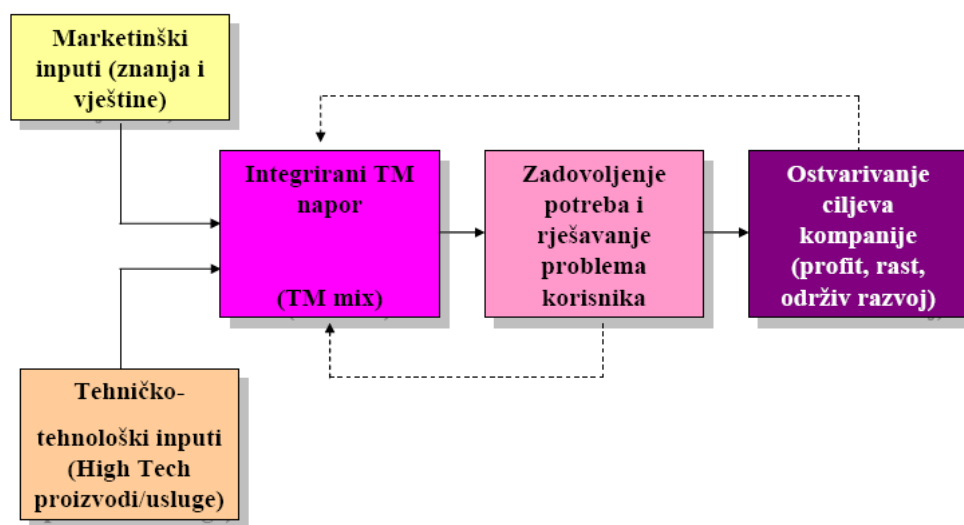 Marketinški
inputi (znanja i
vještine)
Integrirani TM
napor
(TM mix)
Zadovoljenje
potreba i
rješavanje
problema
korisnika
Ostvarivanje
ciljeva
kompanije
(profit, rast,
održiv razvoj)
Tehničko-
tehnološki inputi
(High Tech
proizvodi/usluge)